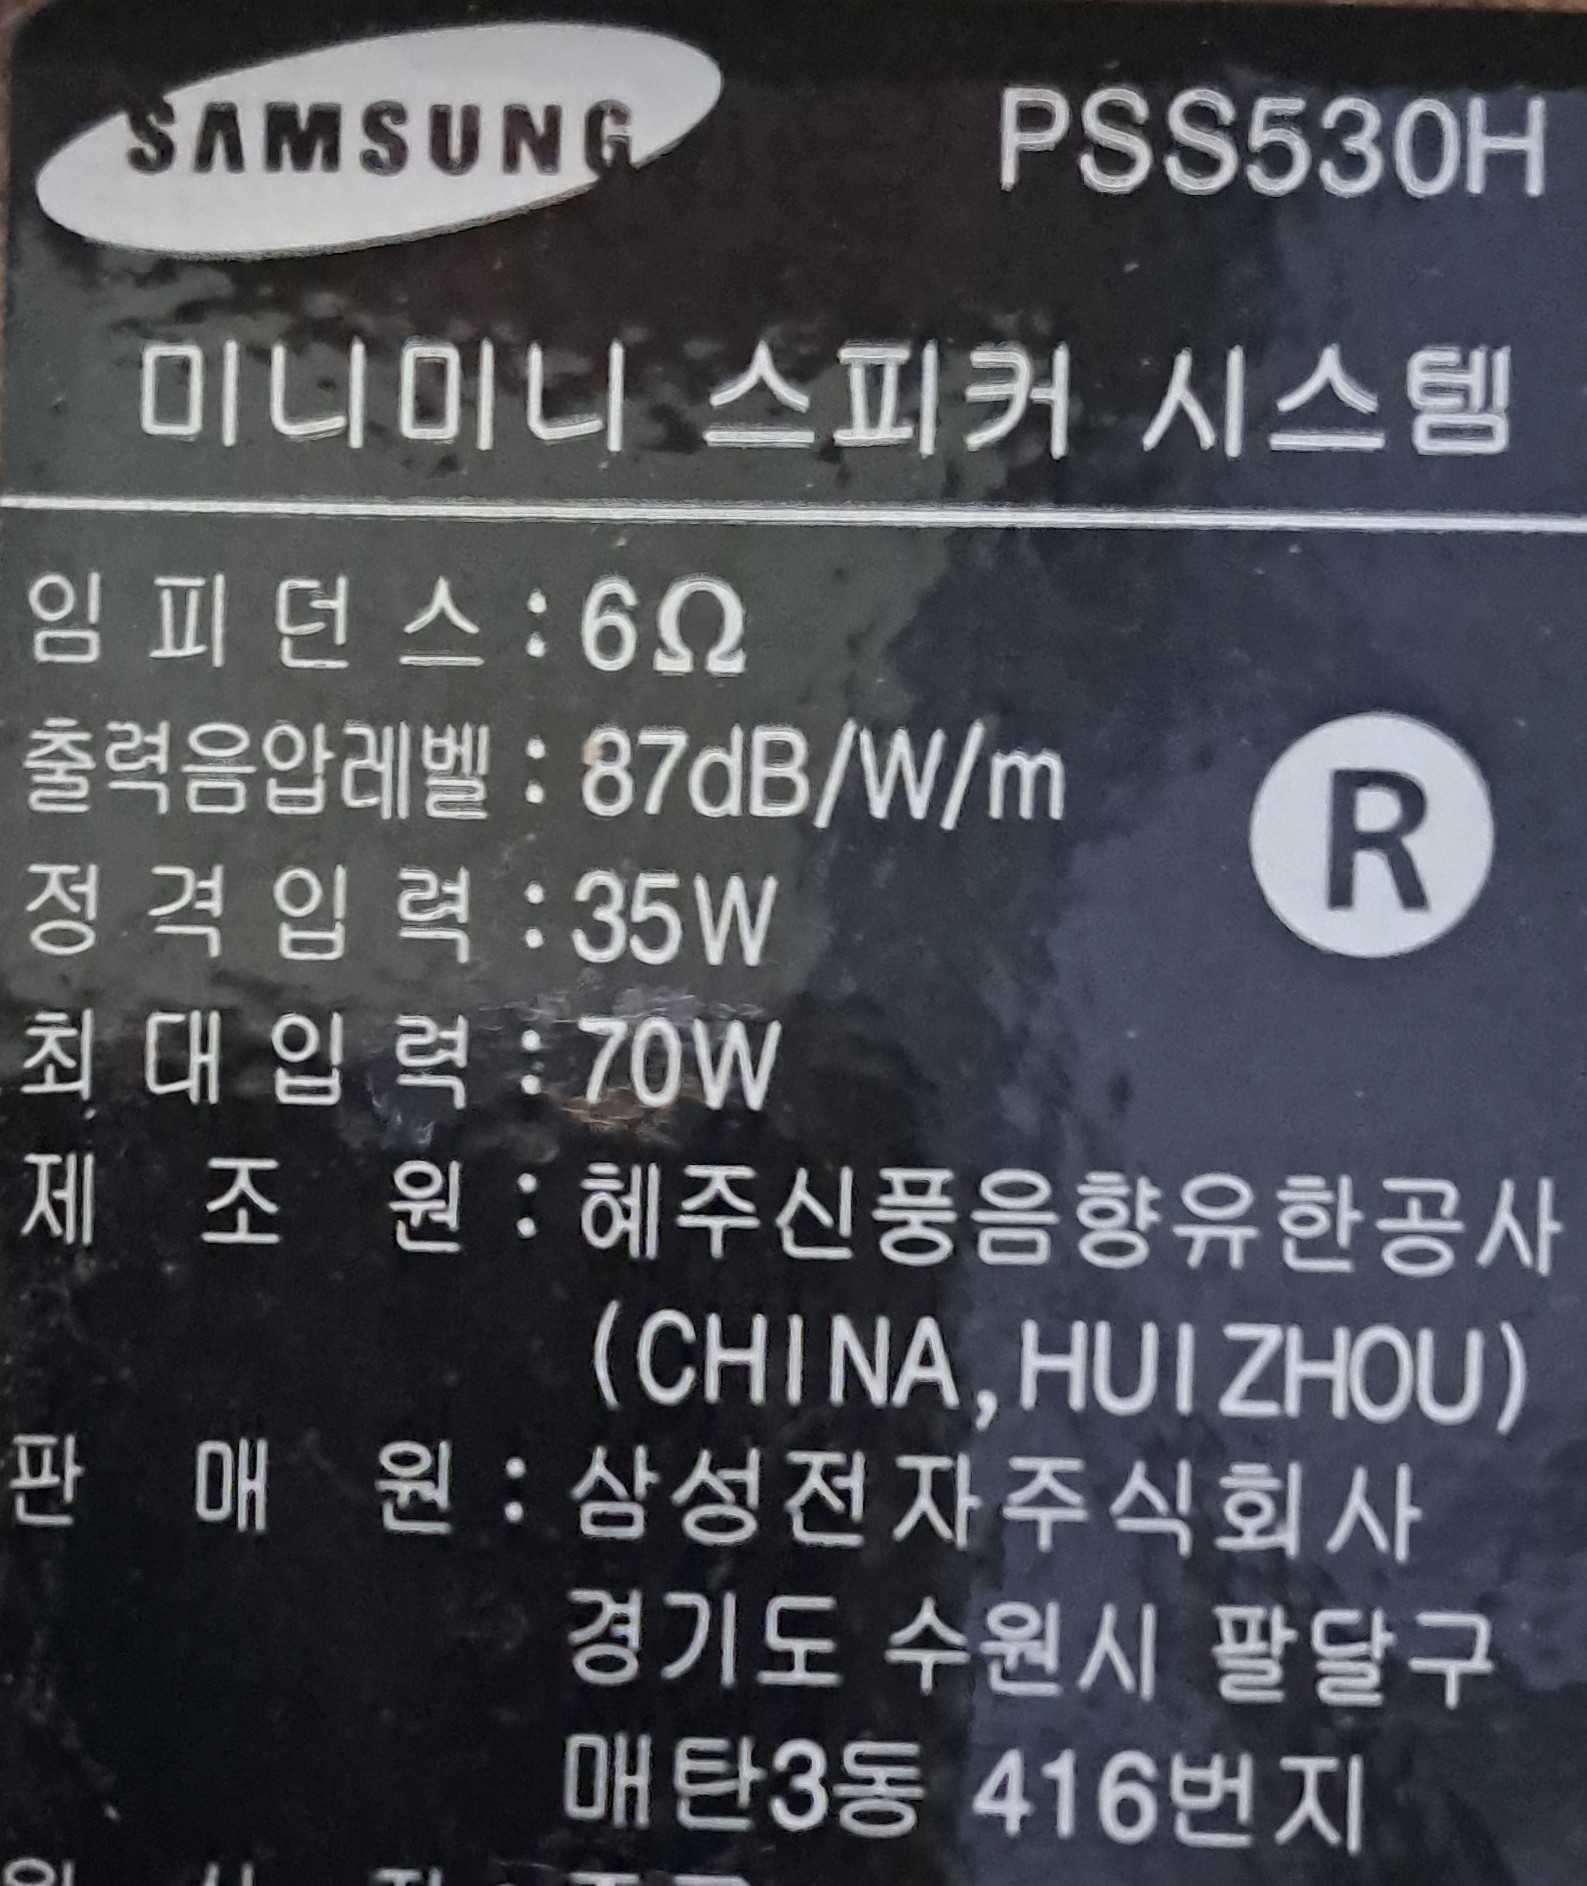 SAMSUNG PSS530H
미니미니 스피커 시스템
임피던스 : 6Ω
출력음압레벨 : 87dB/W/m
R
정격입력 : 35W
최대입력 : 70W
제조원 : 혜주신풍음향유한공사
(CHINA,HUIZHOU)
판매원 : 삼성전자주식회사
경기도 수원시 팔달구
매탄3동 416번지